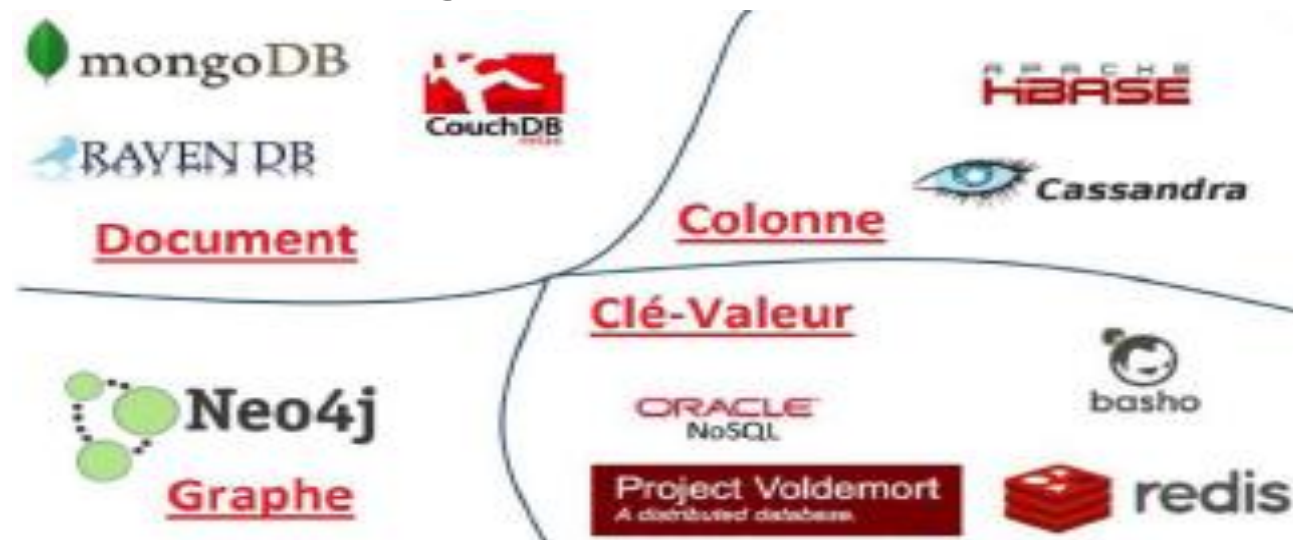 mongoDB
CouchDB
relax
RAVEN DB
Document
APACHE
HBASE
Cassandra
Colonne
Clé-Valeur
ORACLE
NoSQL
basho
Project Voldemort
A distributed database.
redis
Neo4j
Graphe